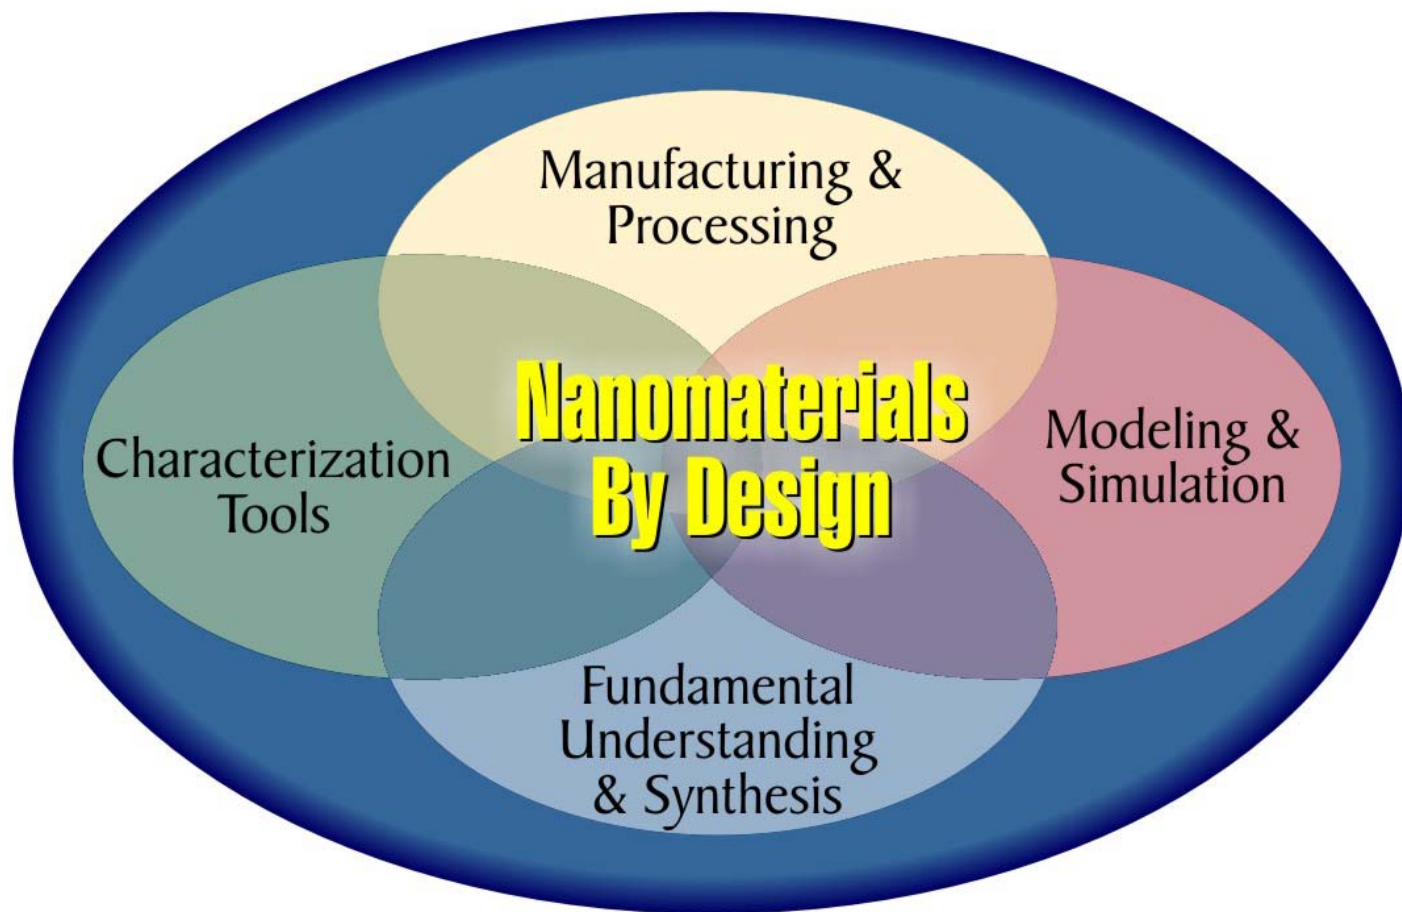 Manufacturing &
Processing
Characterization
Tools
Nanomaterials
By Design
Modeling &
Simulation
Fundamental
Understanding
& Synthesis